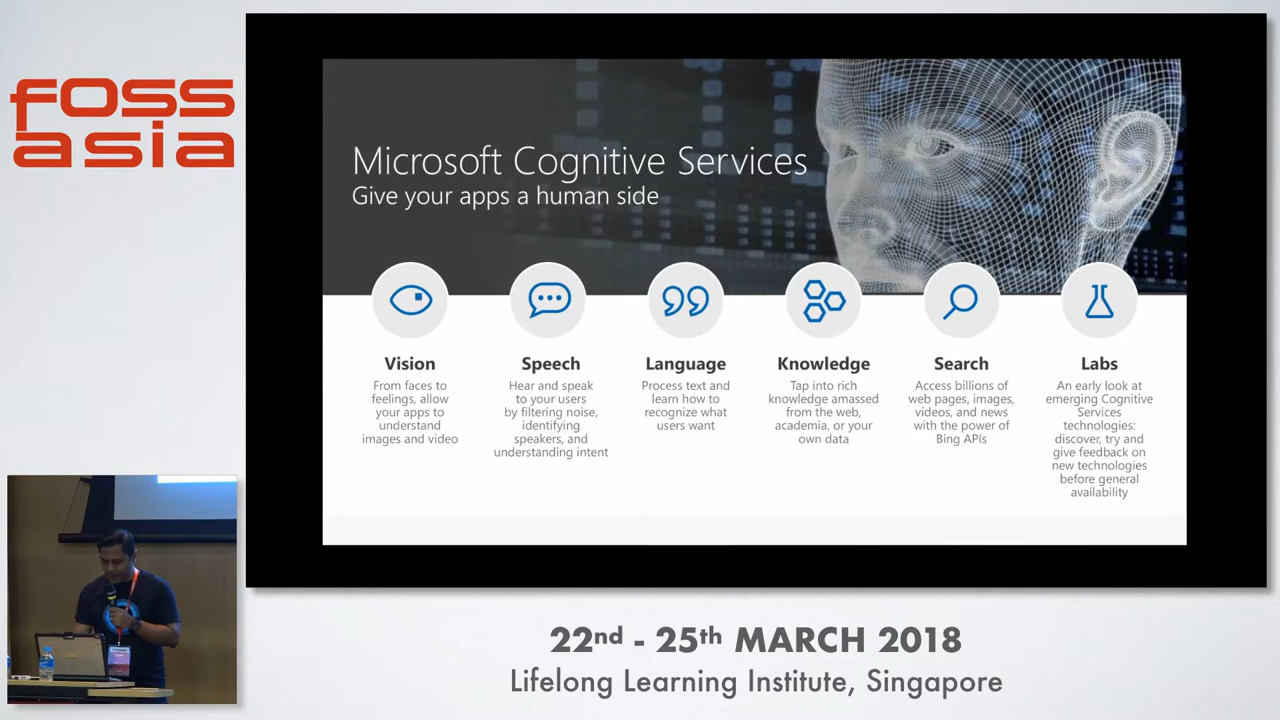 foss
asia
Microsoft Cognitive Services
Give your apps a human side
Vision
From faces to
feelings, allow
your apps to
understand
images and video
Speech
Hear and speak
to your users
by filtering noise,
identifying
speakers, and
understanding intent
Language
Process text and
learn how to
recognize what
users want
Knowledge
Tap into rich
knowledge amassed
from the web,
academia, or your
own data
Search
Access billions of
web pages, images,
videos, and news
with the power of
Bing APIs
Labs
An early look at
emerging Cognitive
Services
technologies:
discover, try and
give feedback on
new technologies
before general
availability
22nd - 25th MARCH 2018
Lifelong Learning Institute, Singapore